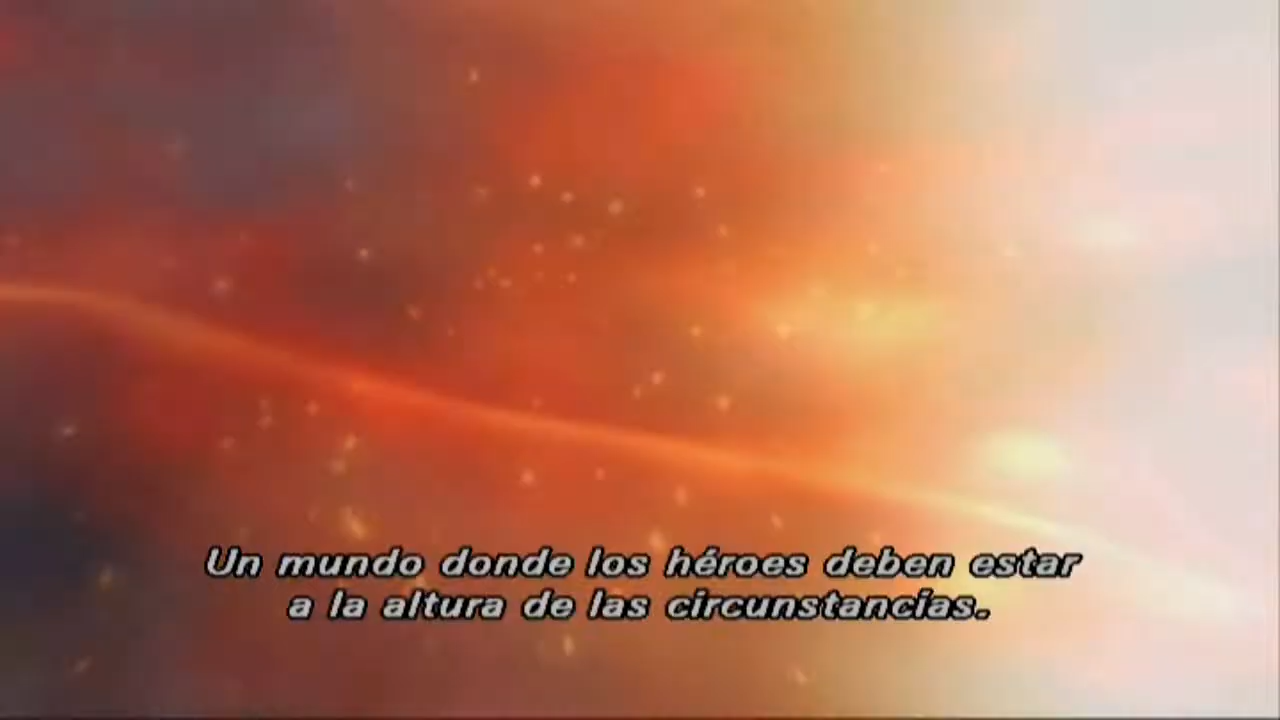 Un mundo donde los héroes deben estar
a la altura de las circunstancias.